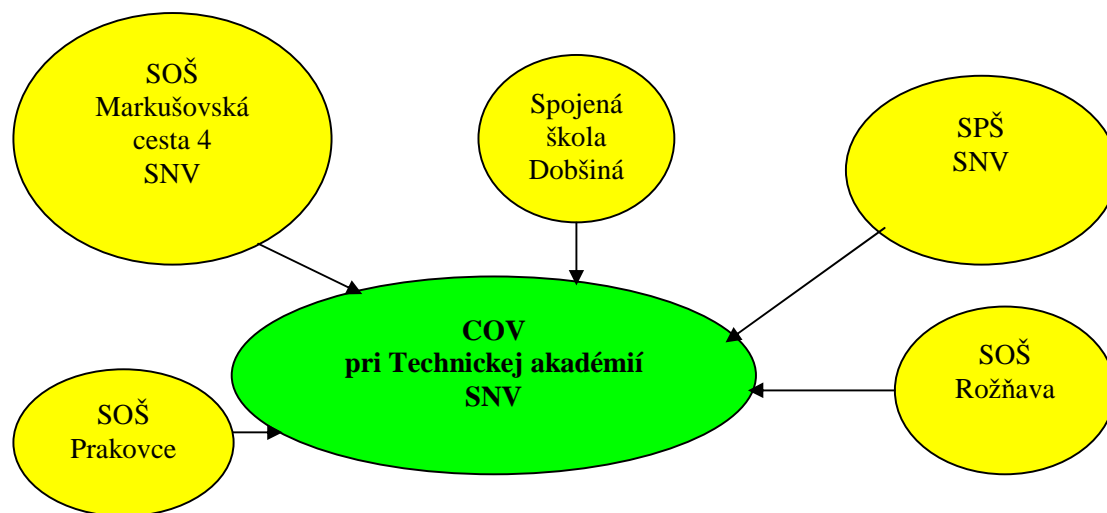 SOŠ
Markušovská
cesta 4
SNV
Spojená
škola
Dobšiná
SPŠ
SNV
COV
pri Technickej akadémií
SNV
SOŠ
Rožňava
SOŠ
Prakovce